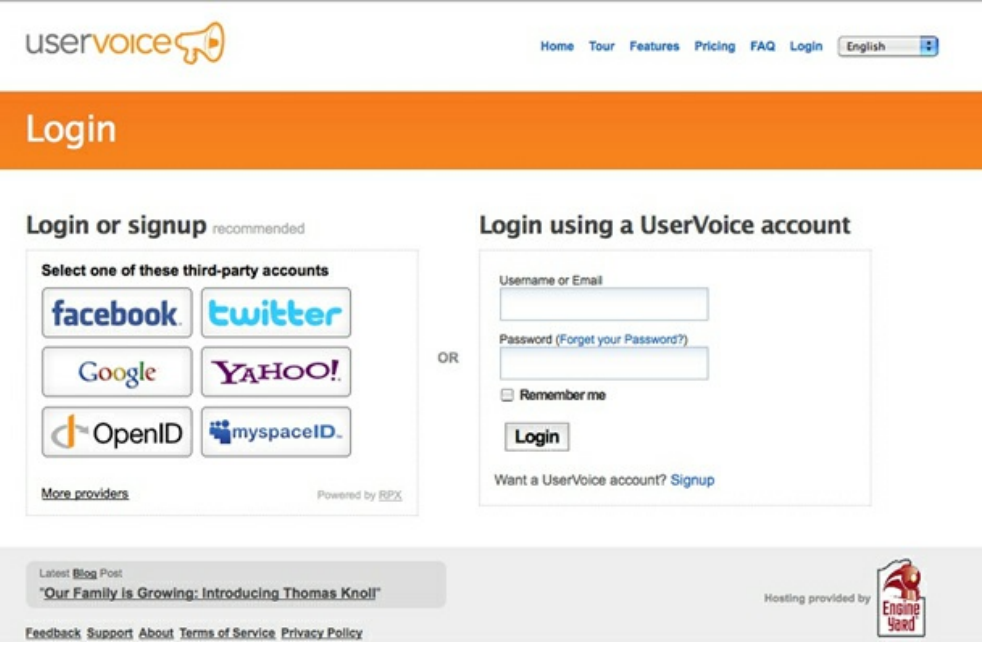 uservoice
Home Tour Features Pricing FAQ Login English
Login
Login or signup recommended
Select one of these third-party accounts
facebook. twitter
Google YAHOO!
OpenID myspaceID.
More providers Powered by RPX
OR
Login using a UserVoice account
Username or Email
Password (Forget your Password?)
Remember me
Login
Want a UserVoice account? Signup
Latest Blog Post
"Our Family is Growing: Introducing Thomas Knoll"
Feedback Support About Terms of Service Privacy Policy
Hosting provided by
Engine
Yard